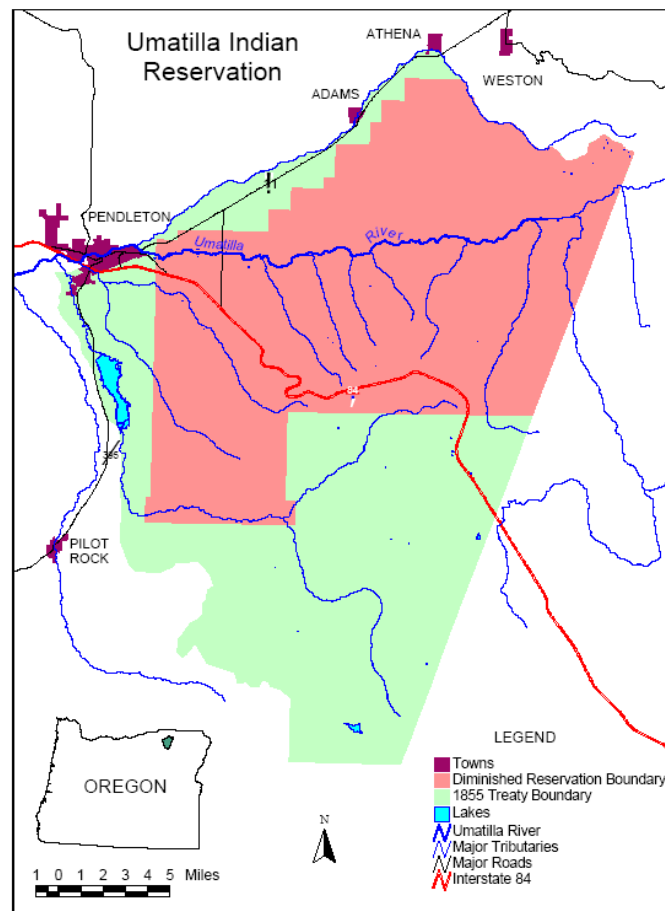 Umatilla Indian
Reservation
ATHENA
WESTON
ADAMS
11
PENDLETON
Umatilla
River
84
395
PILOT
ROCK
OREGON
N
1 0 1 2 3 4 5 Miles
LEGEND
Towns
Diminished Reservation Boundary
1855 Treaty Boundary
Lakes
Umatilla River
Major Tributaries
Major Roads
Interstate 84